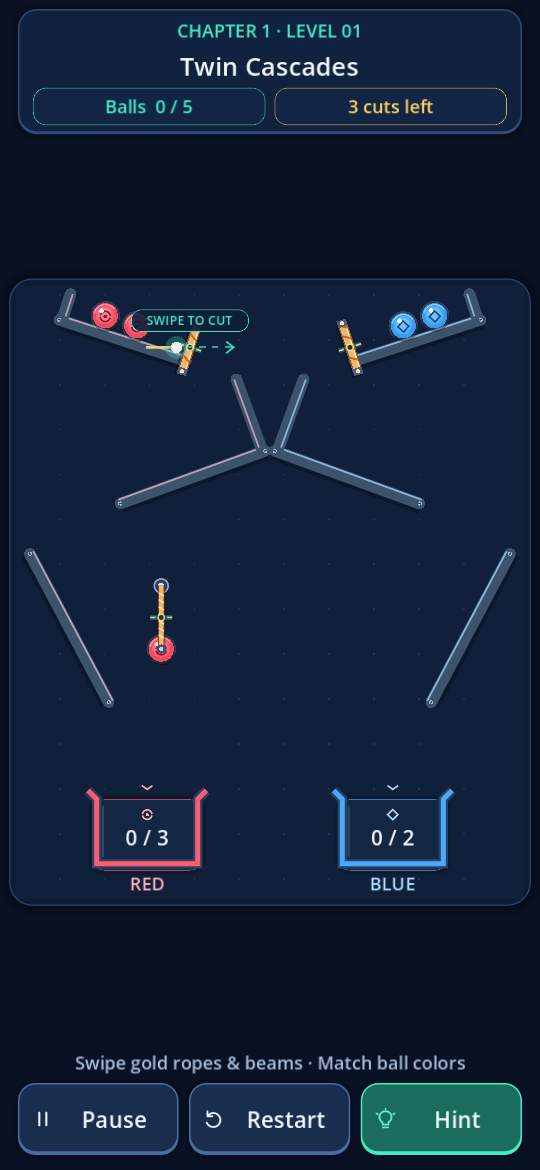 CHAPTER 1 · LEVEL 01
Twin Cascades
Balls 0 / 5
3 cuts left
SWIPE TO CUT
0 / 3
0 / 2
RED
BLUE
Swipe gold ropes & beams · Match ball colors
Pause
Restart
Hint